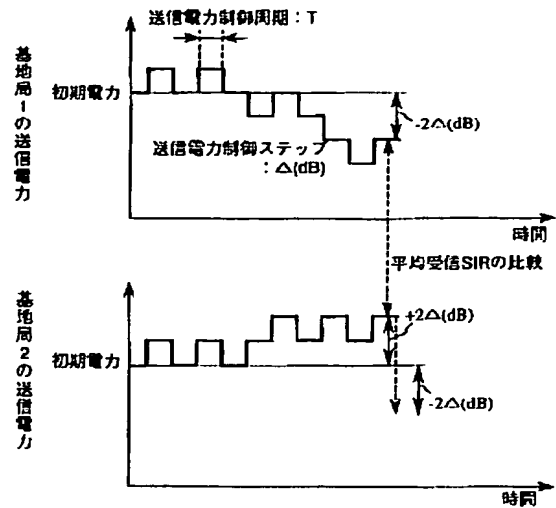 送信電力制御周期：T
基地局1の送信電力
初期電力
-2△(dB)
送信電力制御ステップ
：△(dB)
時間
平均受信SIRの比較
基地局2の送信電力
初期電力
+2△(dB)
-2△(dB)
時間